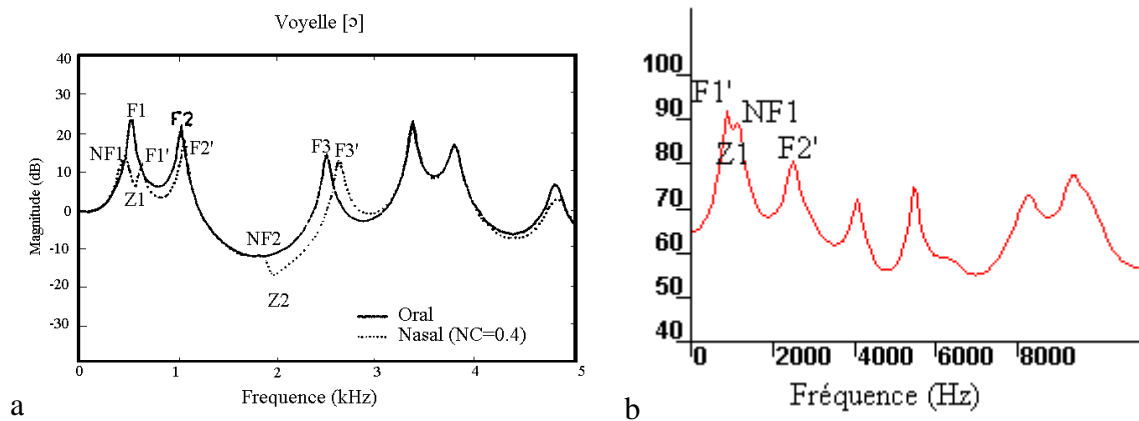 Voyelle [ɔ]
40
30
20
10
0
-10
-20
-30
Magnitude (dB)
F1
F2
NF1
F1'
F2'
Z1
F3
F3'
NF2
Z2
Oral
Nasal (NC=0.4)
0 1 2 3 4 5
Frequence (kHz)
a
100
90
80
70
60
50
40
F1'
NF1
Z1
F2'
0 2000 4000 6000 8000
Fréquence (Hz)
b